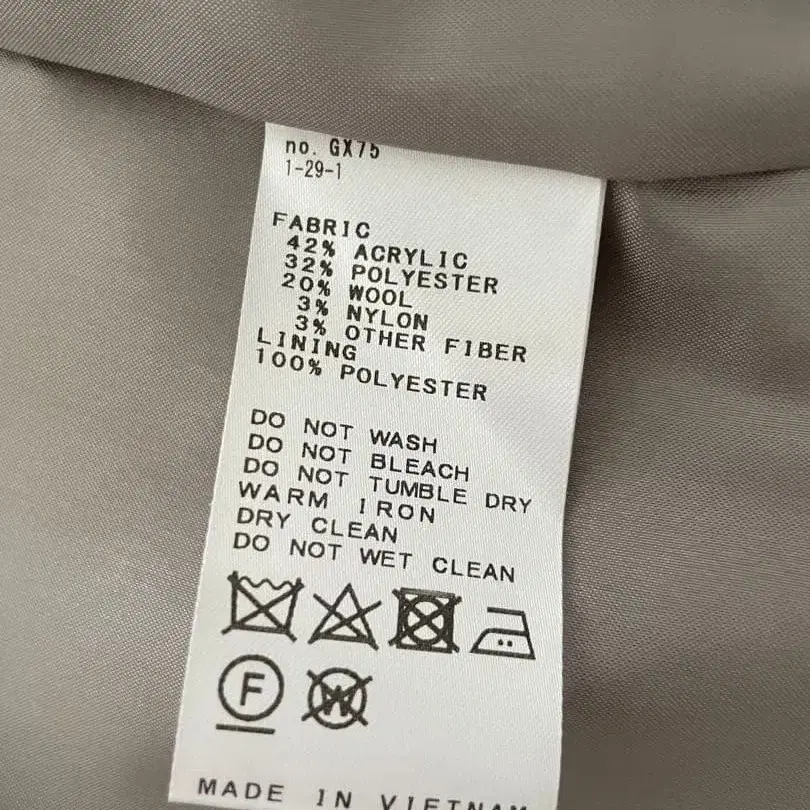 no. GX75
1-29-1
FABRIC
42% ACRYLIC
32% POLYESTER
20% WOOL
3% NYLON
3% OTHER FIBER
LINING
100% POLYESTER
DO NOT WASH
DO NOT BLEACH
DO NOT TUMBLE DRY
WARM IRON
DRY CLEAN
DO NOT WET CLEAN
F W
MADE IN VIETNAM